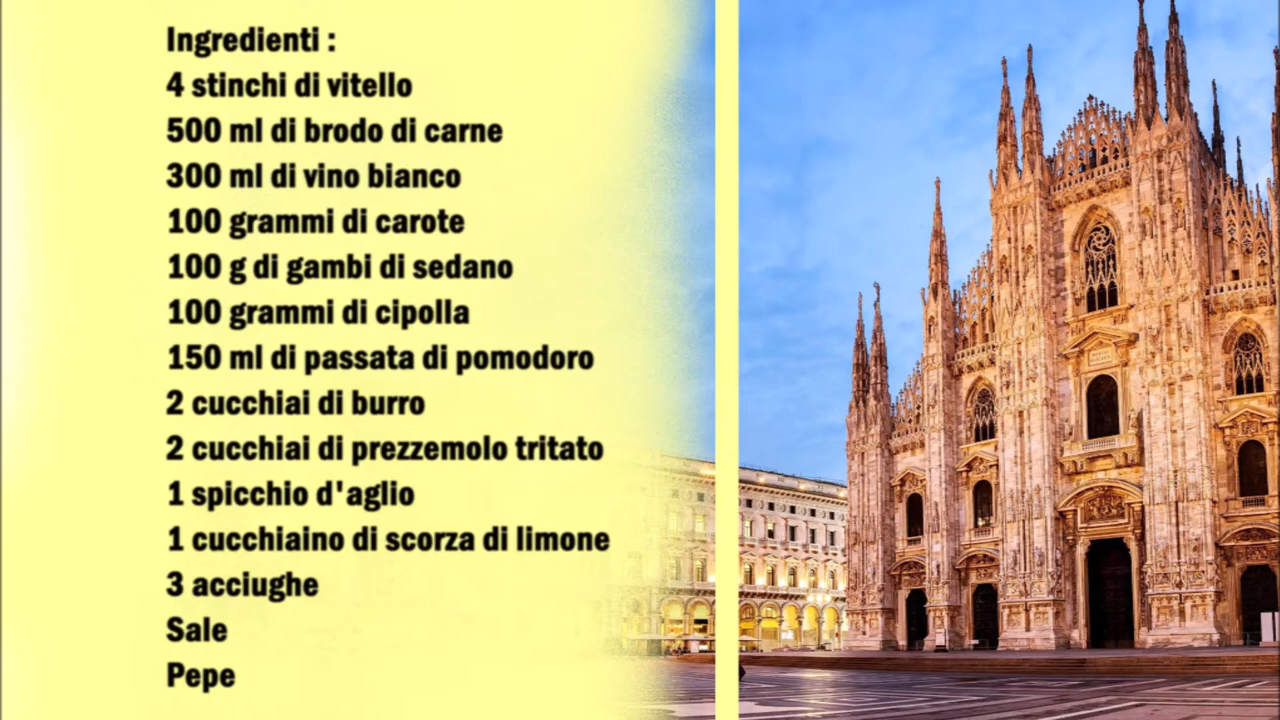 Ingredienti :
4 stinchi di vitello
500 ml di brodo di carne
300 ml di vino bianco
100 grammi di carote
100 g di gambi di sedano
100 grammi di cipolla
150 ml di passata di pomodoro
2 cucchiai di burro
2 cucchiai di prezzemolo tritato
1 spicchio d'aglio
1 cucchiaino di scorza di limone
3 acciughe
Sale
Pepe